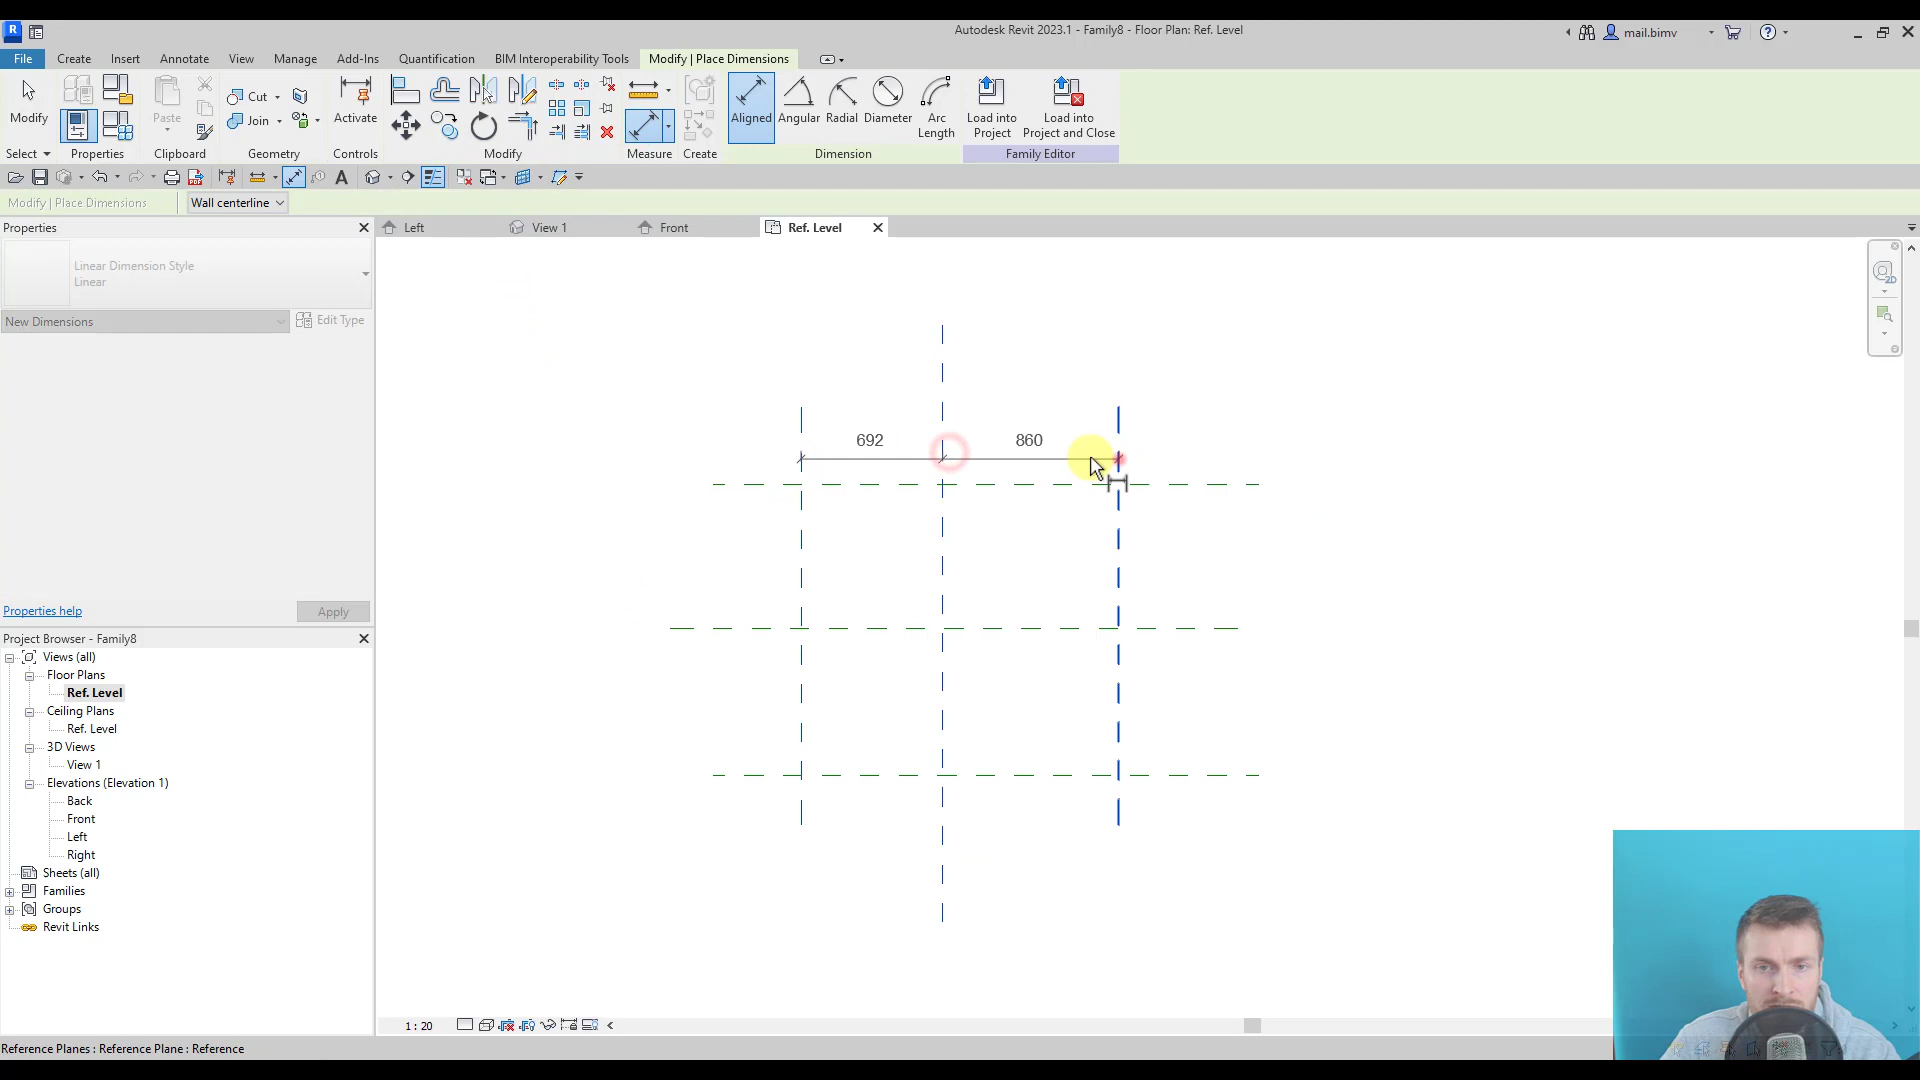 Autodesk Revit 2023.1 - Family8 - Floor Plan: Ref. Level
mail.bimv
File Create Insert Annotate View Manage Add-Ins Quantification BIM Interoperability Tools Modify | Place Dimensions
Modify
Paste
Cut
Join
Activate
Aligned
Angular
Radial
Diameter
Arc
Length
Load into
Project
Load into
Project and Close
Select Properties Clipboard Geometry Controls Modify Measure Create Dimension Family Editor
Modify | Place Dimensions Wall centerline
Properties
Left View 1 Front Ref. Level
Linear Dimension Style
Linear
New Dimensions Edit Type
692 860
Properties help Apply
Project Browser - Family8
Views (all)
Floor Plans
Ref. Level
Ceiling Plans
Ref. Level
3D Views
View 1
Elevations (Elevation 1)
Back
Front
Left
Right
Sheets (all)
Families
Groups
Revit Links
1 : 20
Reference Planes : Reference Plane : Reference